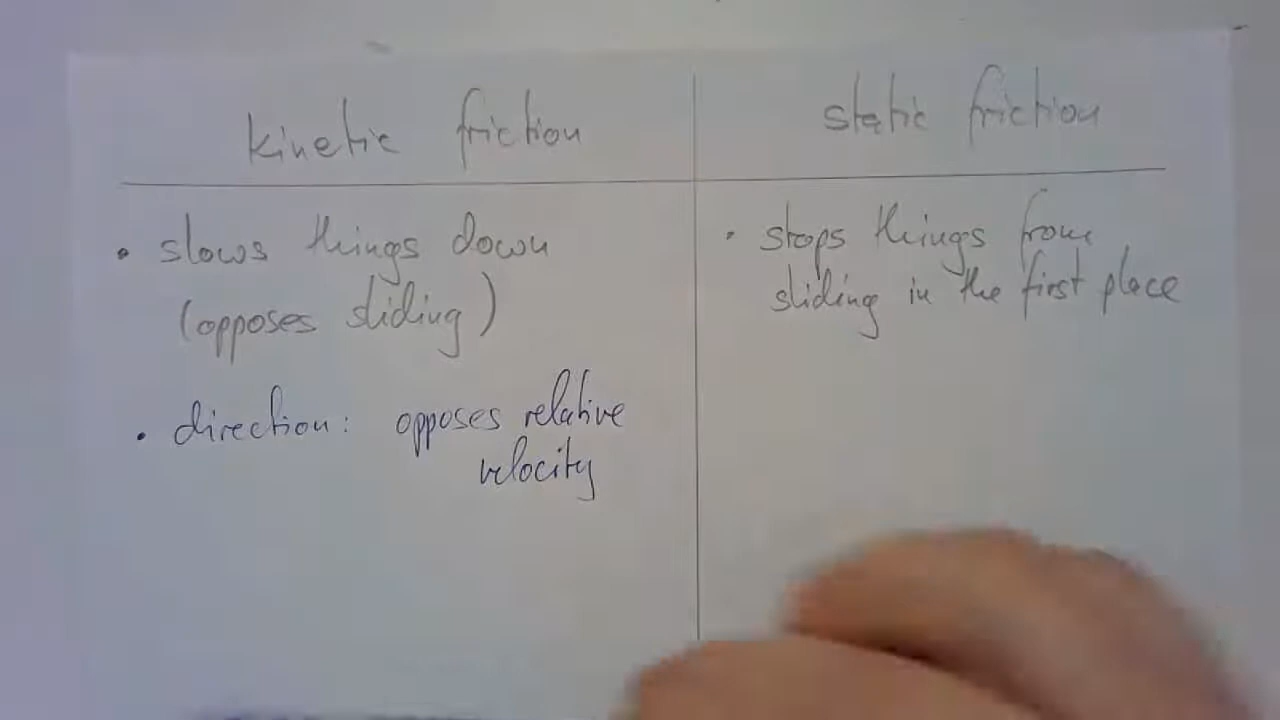 kinetic friction
static friction
• slows things down
(opposes sliding)
• direction: opposes relative
velocity
• stops things from
sliding in the first place